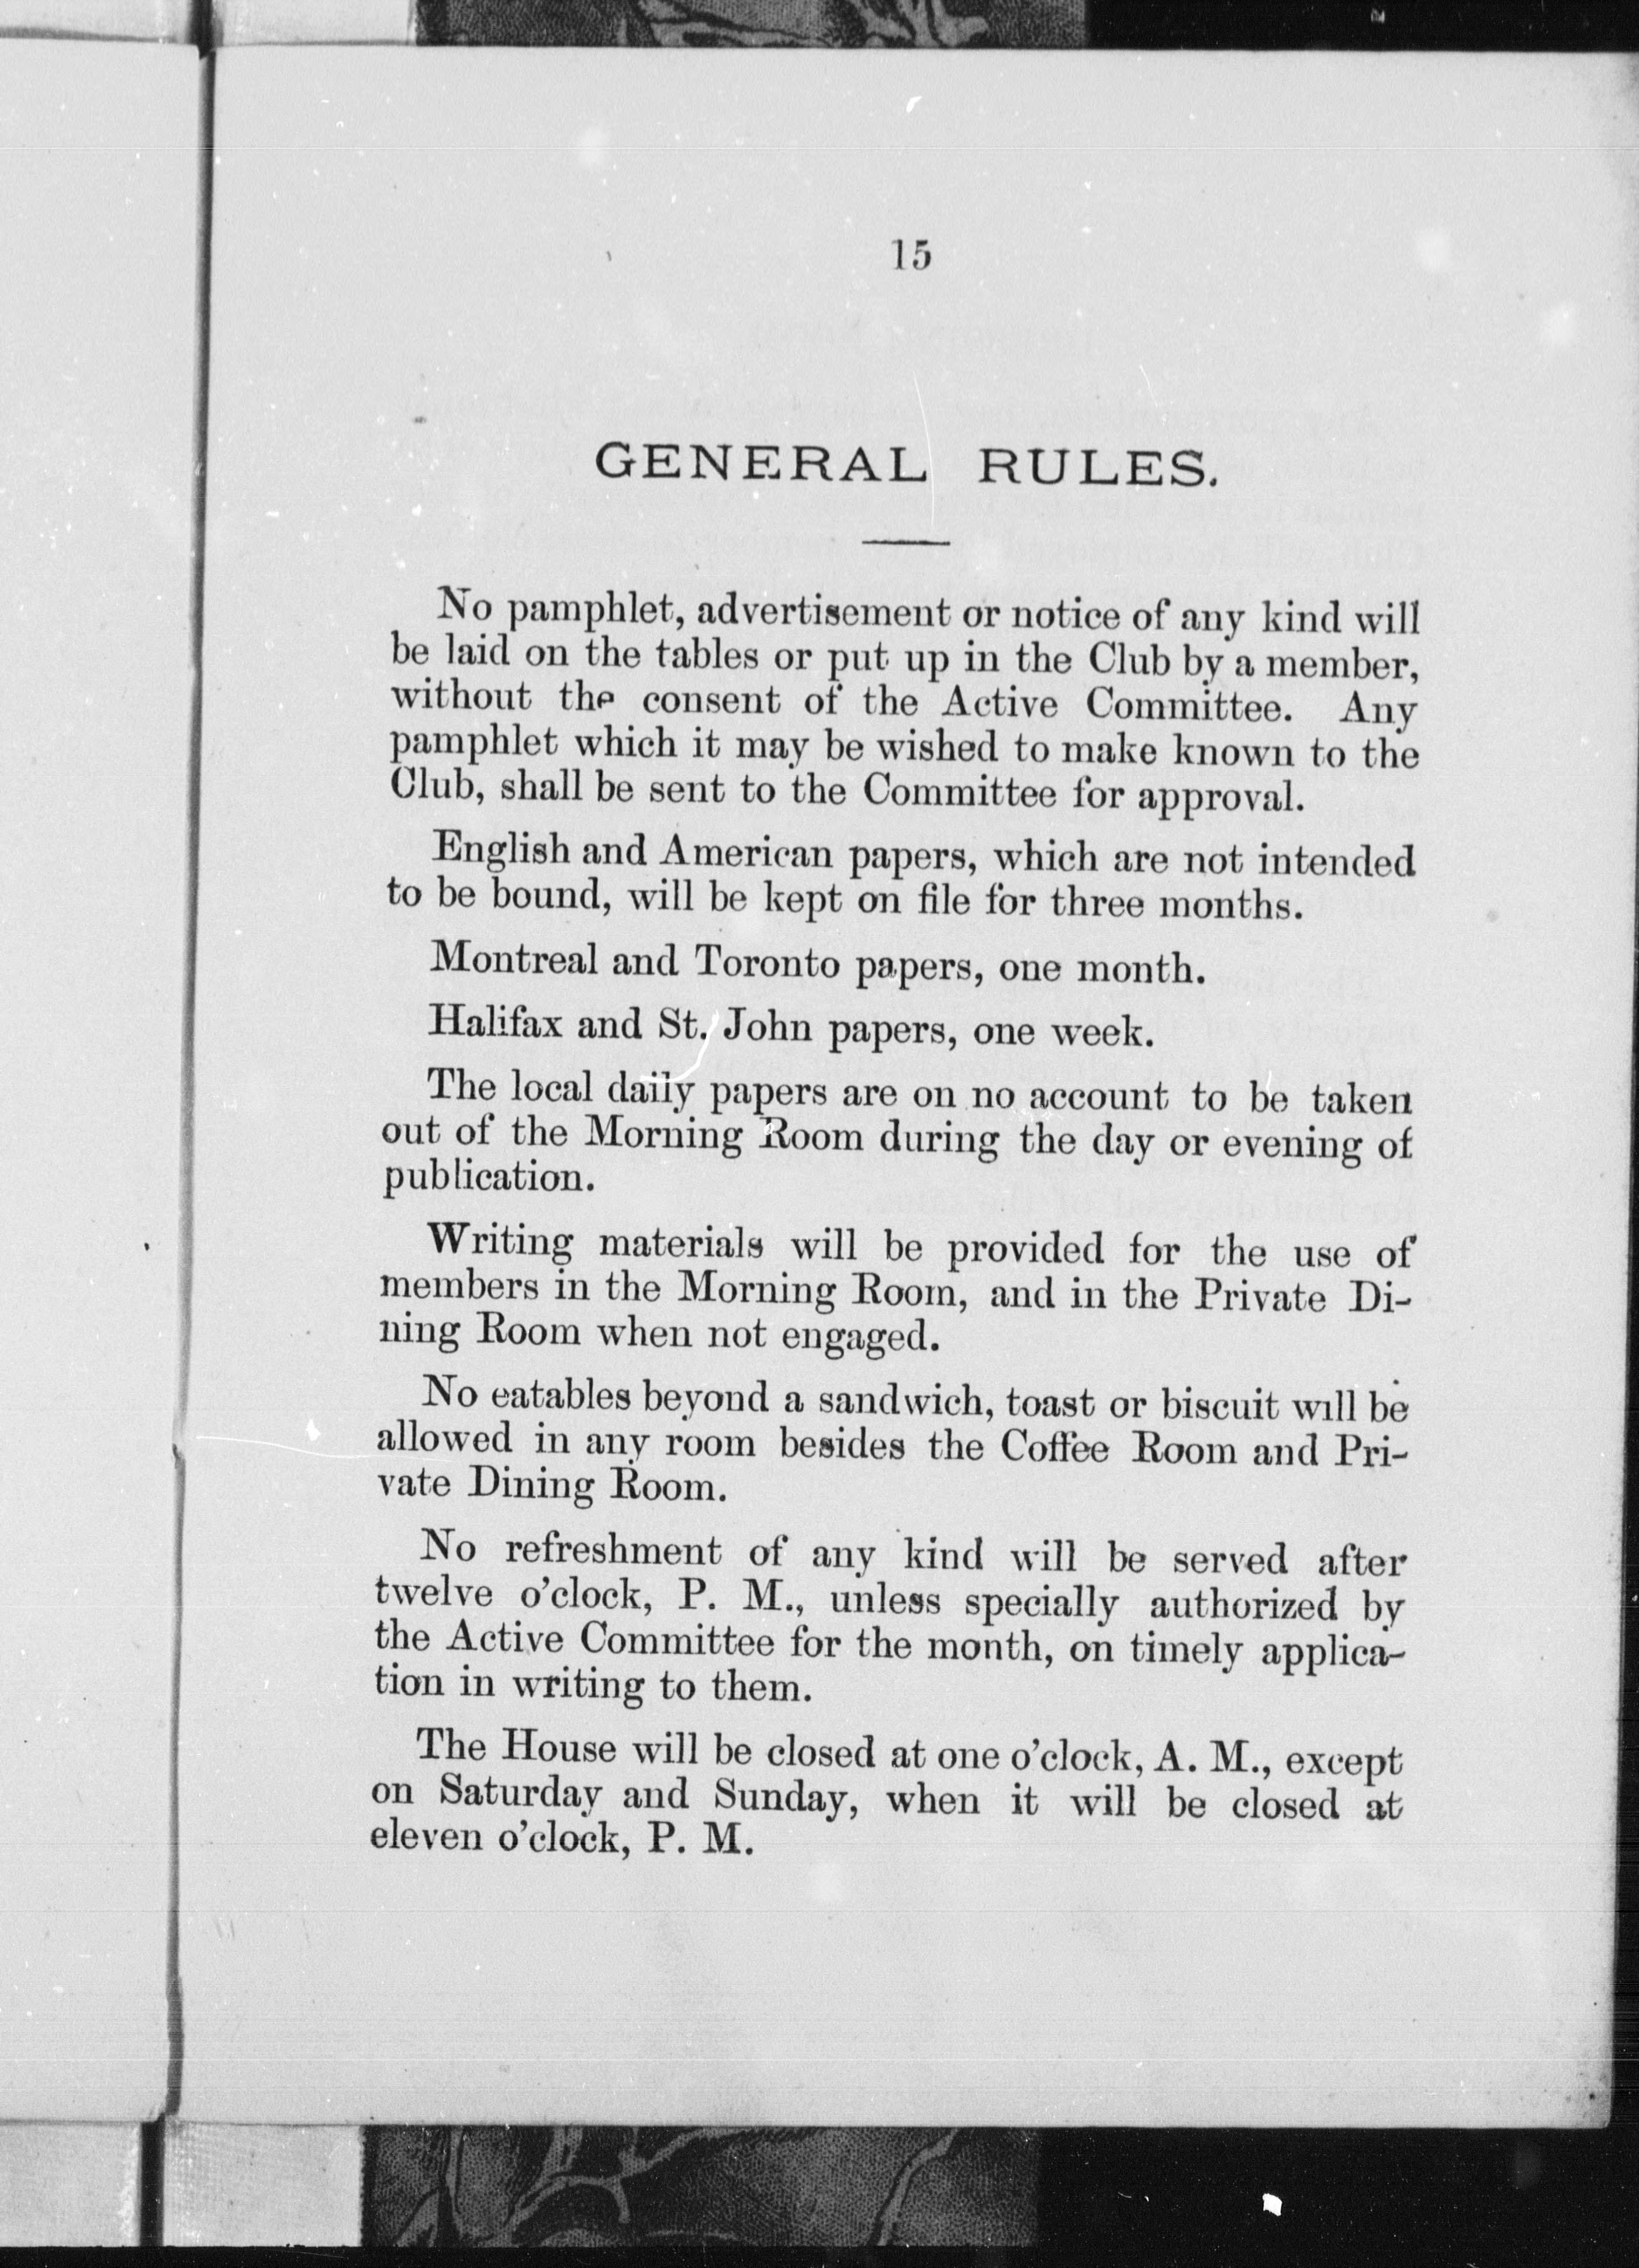 15
GENERAL RULES.
No pamphlet, advertisement or notice of any kind will
be laid on the tables or put up in the Club by a member,
without the consent of the Active Committee. Any
pamphlet which it may be wished to make known to the
Club, shall be sent to the Committee for approval.
English and American papers, which are not intended
to be bound, will be kept on file for three months.
Montreal and Toronto papers, one month.
Halifax and St. John papers, one week.
The local daily papers are on no account to be taken
out of the Morning Room during the day or evening of
publication.
Writing materials will be provided for the use of
members in the Morning Room, and in the Private Di-
ning Room when not engaged.
No eatables beyond a sandwich, toast or biscuit will be
allowed in any room besides the Coffee Room and Pri-
vate Dining Room.
No refreshment of any kind will be served after
twelve o'clock, P. M., unless specially authorized by
the Active Committee for the month, on timely applica-
tion in writing to them.
The House will be closed at one o'clock, A. M., except
on Saturday and Sunday, when it will be closed at
eleven o'clock, P. M.